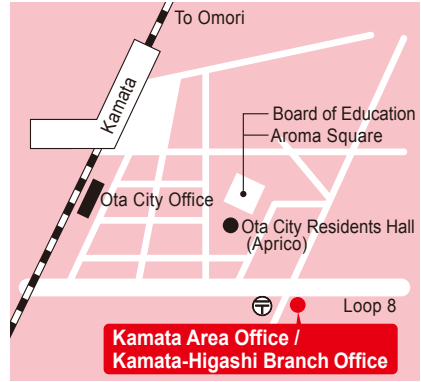 To Omori
Kamata
Board of Education
Aroma Square
Ota City Office
Ota City Residents Hall
(Aprico)
Loop 8
Kamata Area Office /
Kamata-Higashi Branch Office